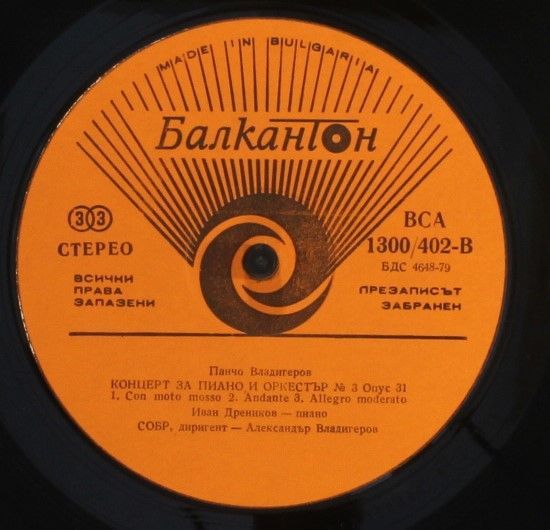 MADE IN BULGARIA
Балкантон
33
СТЕРЕО
ВСИЧНИ
ПРАВА
ЗАПАЗЕНИ
ВСА
1300/402-В
БДС 4648-79
ПРЕЗАПИСЪТ
ЗАБРАНЕН
Панчо Владигеров
КОНЦЕРТ ЗА ПИАНО И ОРКЕСТЪР № 3 Опус 31
1. Con moto mosso 2. Andante 3. Allegro moderato
Иван Дреников — пиано
СОБР, диригент — Александър Владигеров